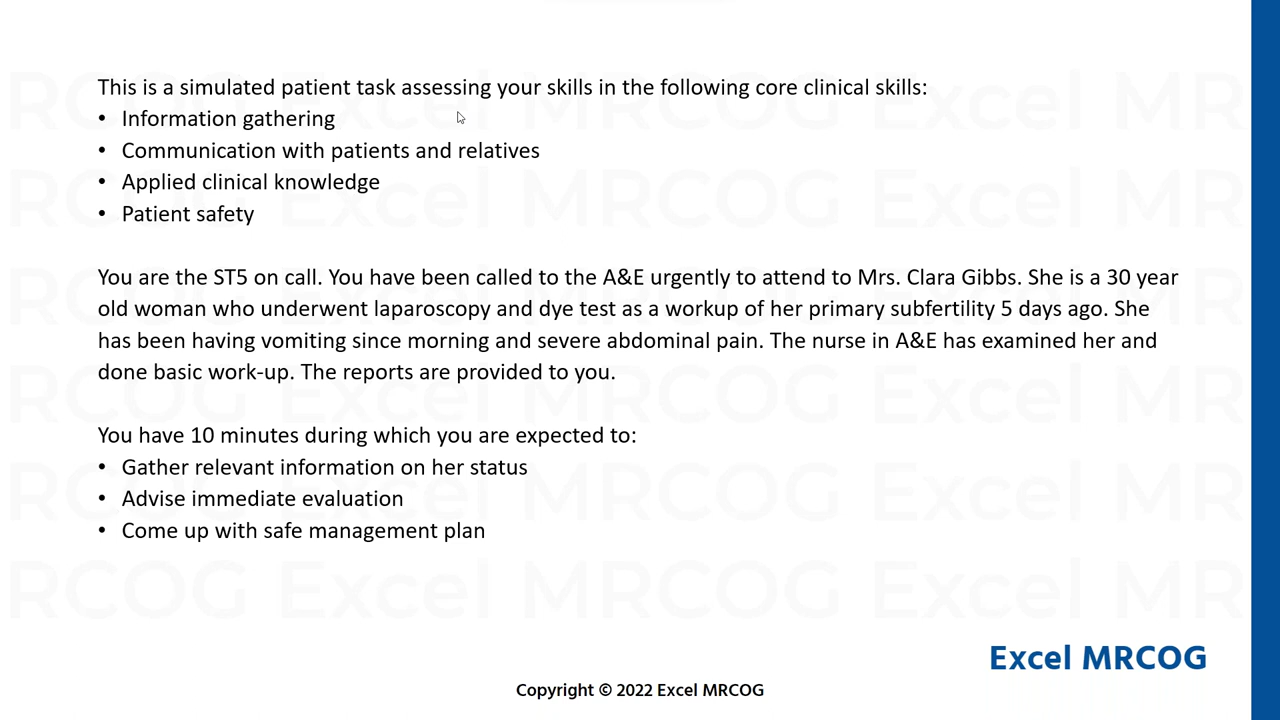 This is a simulated patient task assessing your skills in the following core clinical skills:
• Information gathering
• Communication with patients and relatives
• Applied clinical knowledge
• Patient safety
You are the ST5 on call. You have been called to the A&E urgently to attend to Mrs. Clara Gibbs. She is a 30 year
old woman who underwent laparoscopy and dye test as a workup of her primary subfertility 5 days ago. She
has been having vomiting since morning and severe abdominal pain. The nurse in A&E has examined her and
done basic work-up. The reports are provided to you.
You have 10 minutes during which you are expected to:
• Gather relevant information on her status
• Advise immediate evaluation
• Come up with safe management plan
Excel MRCOG
Copyright © 2022 Excel MRCOG